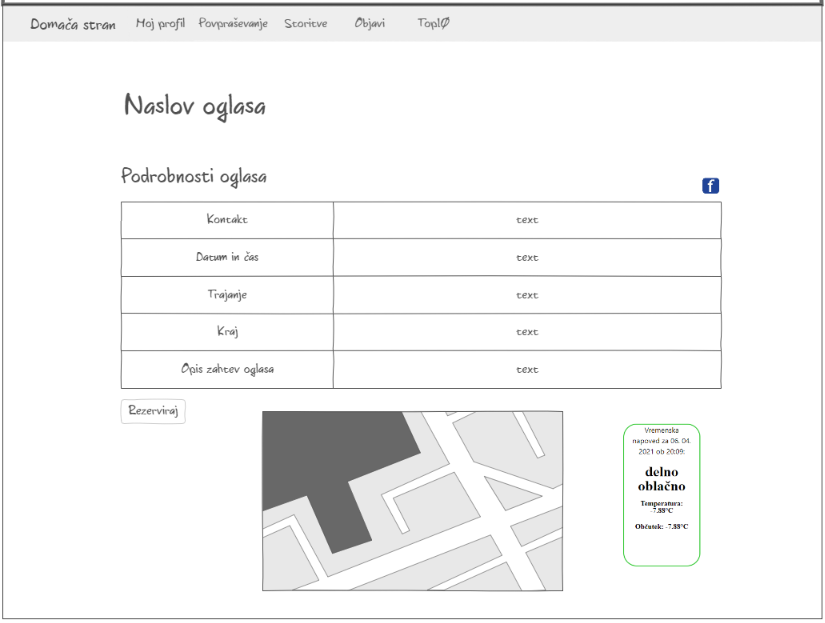 Domača stran Moj profil Povpraševanje Storitve Objavi Top10
Naslov oglasa
Podrobnosti oglasa
f
Kontakt text
Datum in čas text
Trajanje text
Kraj text
Opis zahtev oglasa text
Rezerviraj
Vremenska
napoved za 06. 04.
2021 ob 20:09:
delno
oblačno
Temperatura:
-7.88°C
Občutek: -7.88°C